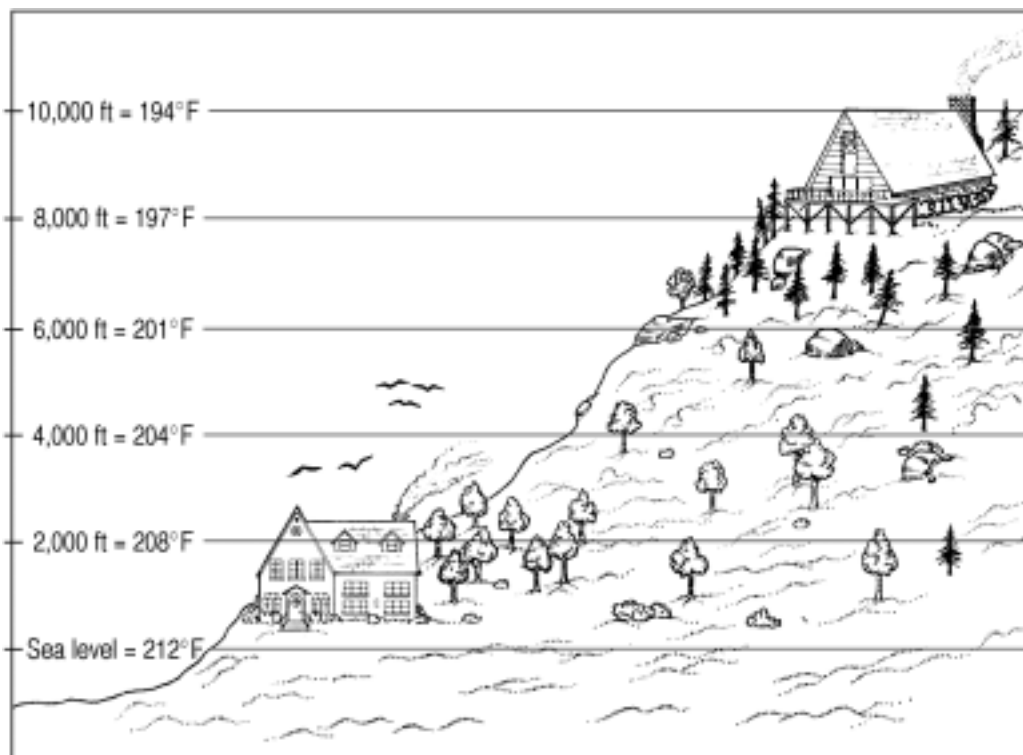 10,000 ft = 194°F
8,000 ft = 197°F
6,000 ft = 201°F
4,000 ft = 204°F
2,000 ft = 208°F
Sea level = 212°F